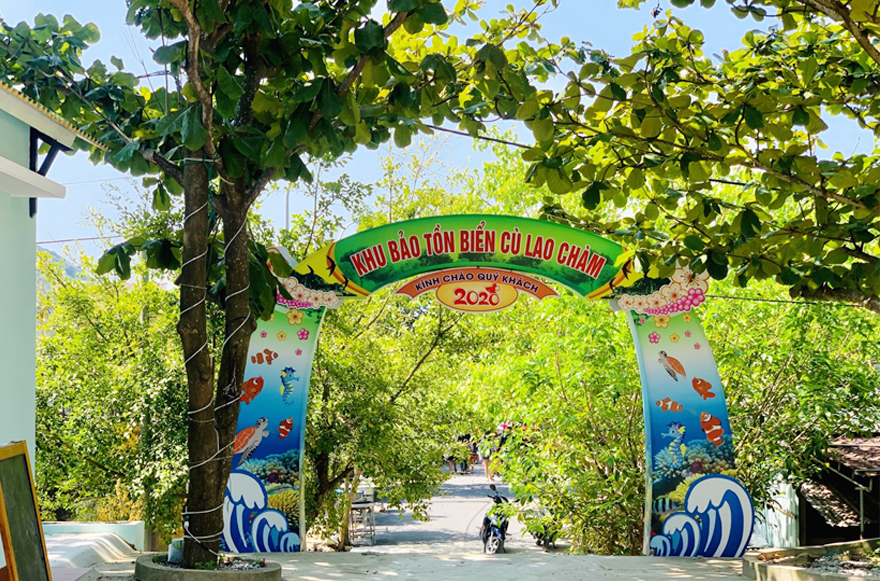 KHU BẢO TỒN BIỂN CÙ LAO CHÀM
KÍNH CHÀO QUÝ KHÁCH
2020